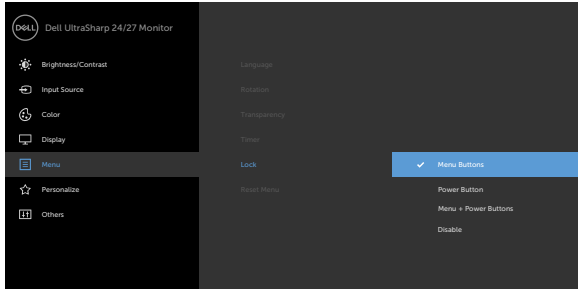 DELL Dell UltraSharp 24/27 Monitor
Brightness/Contrast
Language
Input Source
Rotation
Color
Transparency
Display
Timer
Menu
Lock
Menu Buttons
Personalize
Reset Menu
Power Button
Menu + Power Buttons
Others
Disable